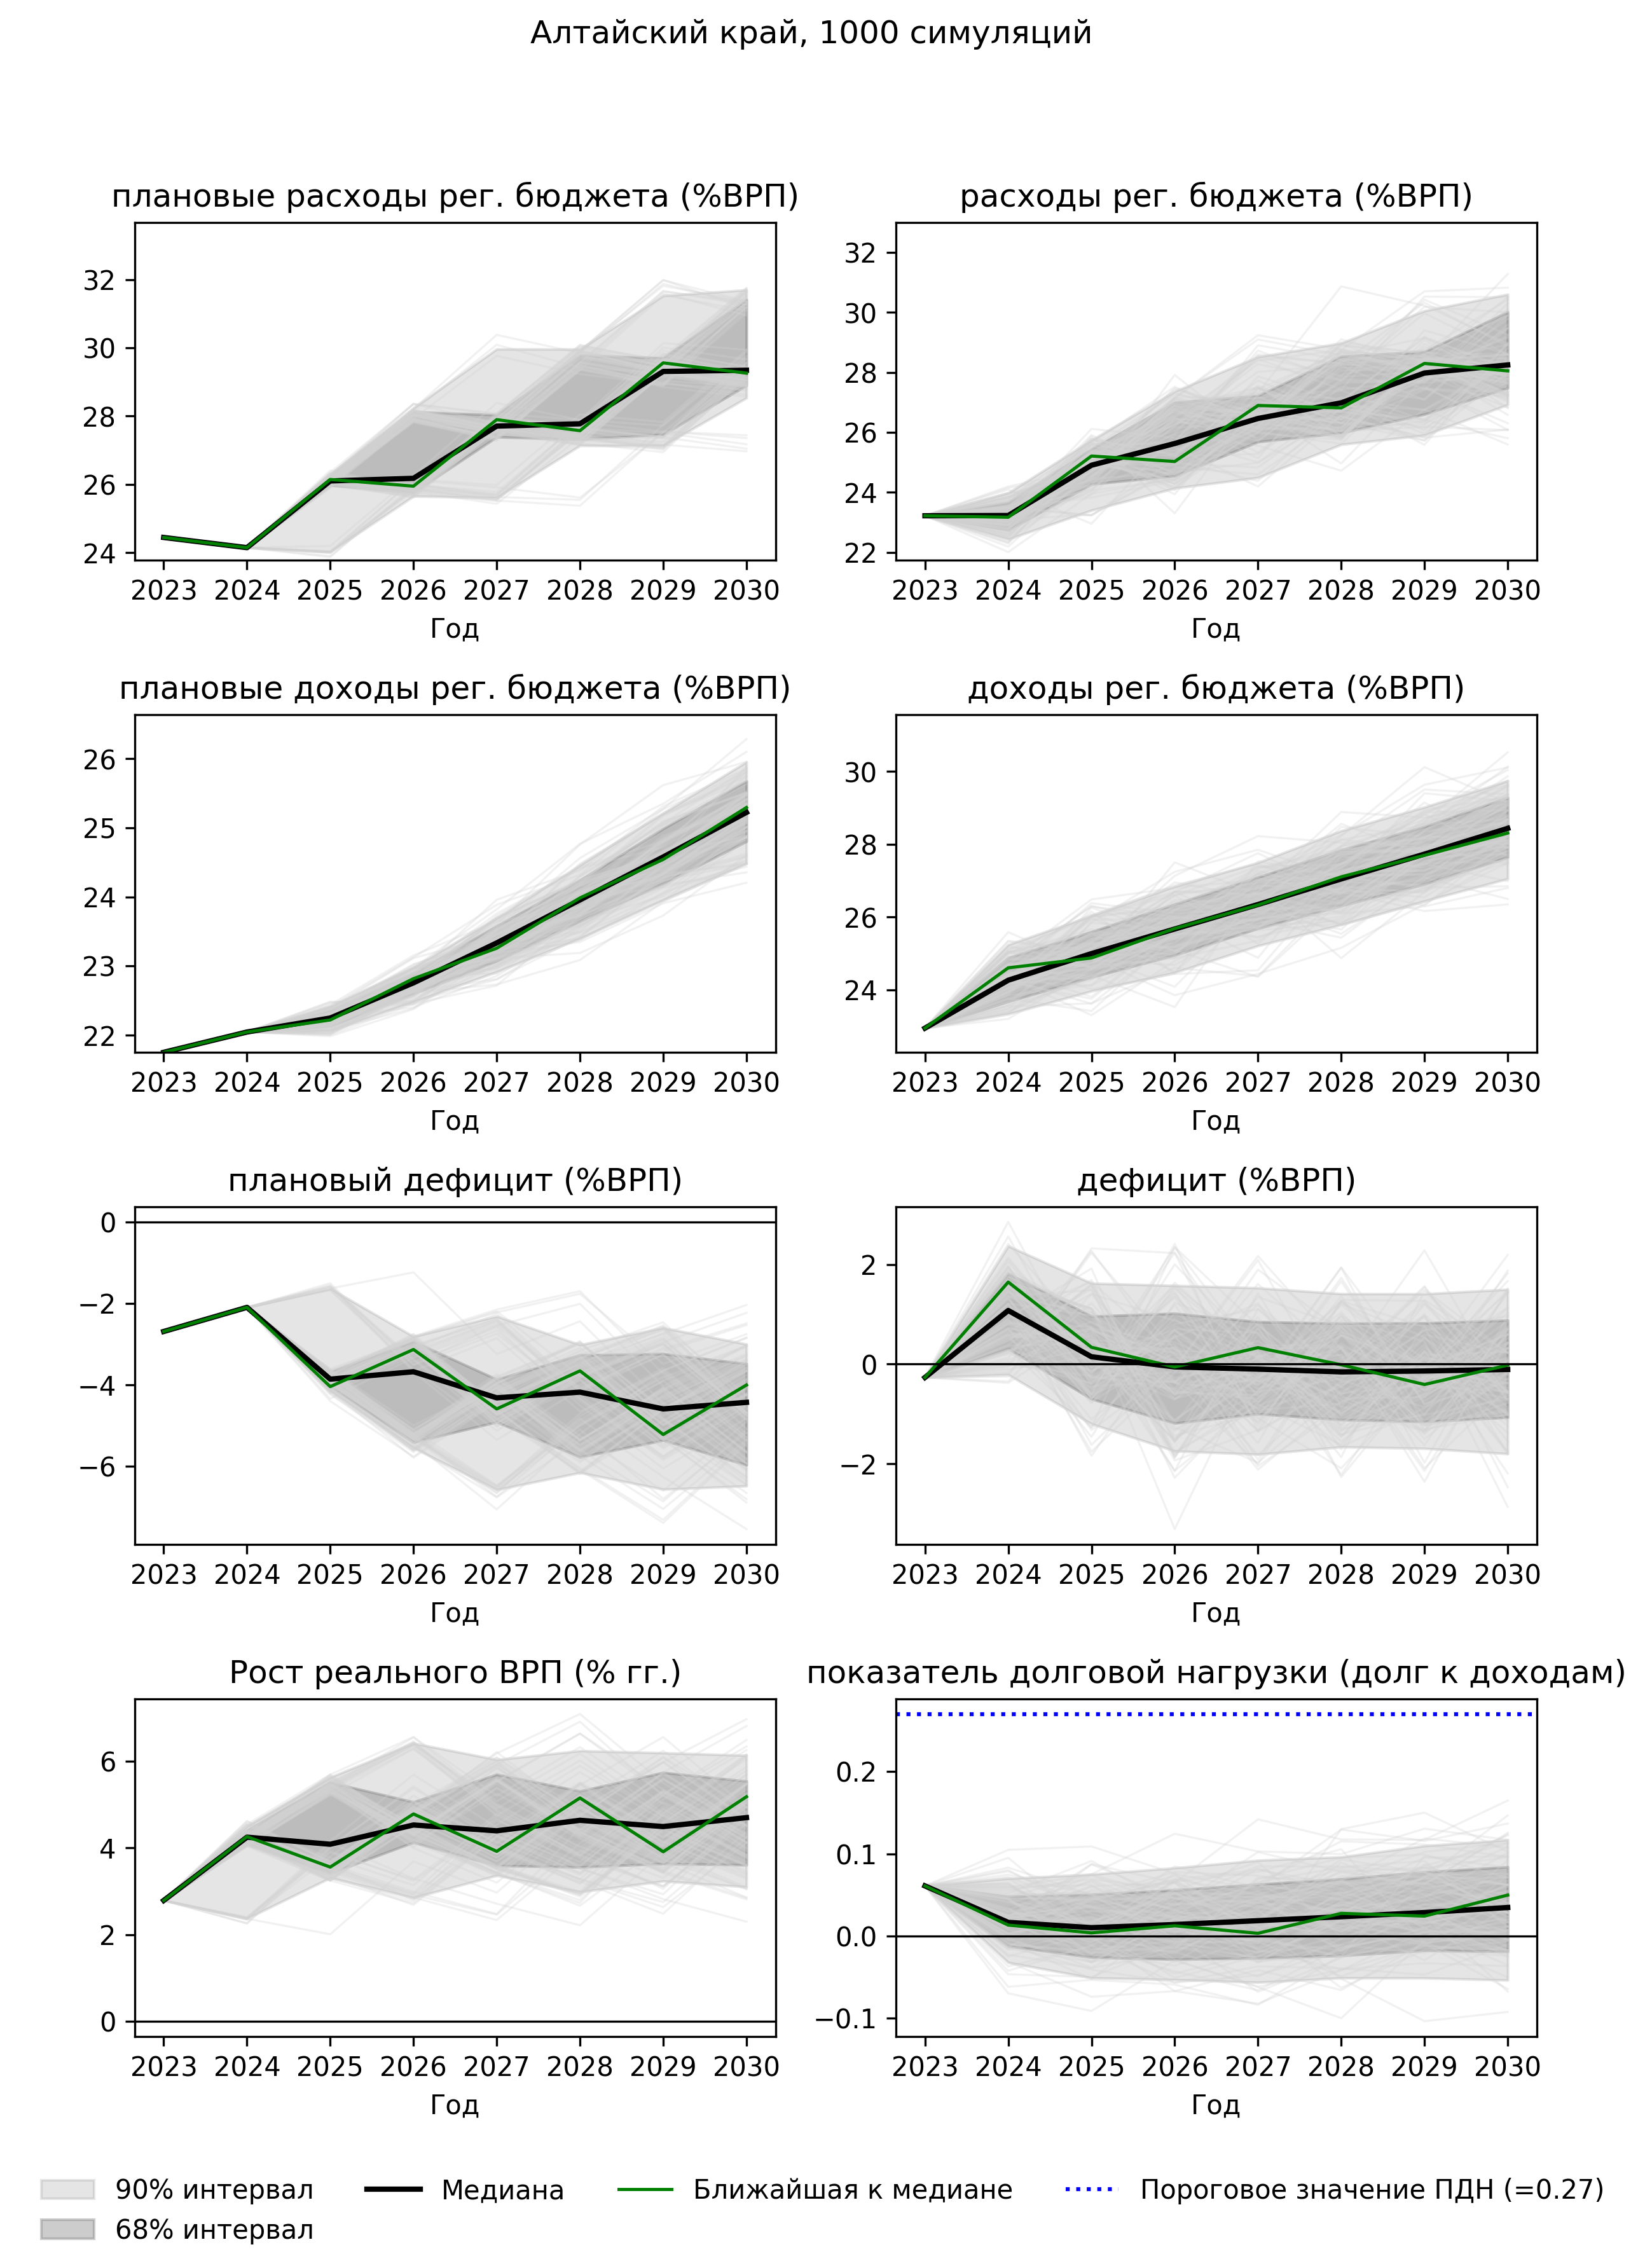 Алтайский край, 1000 симуляций
плановые расходы рег. бюджета (%ВРП)
32
30
28
26
24
2023 2024 2025 2026 2027 2028 2029 2030
Год
расходы рег. бюджета (%ВРП)
32
30
28
26
24
22
2023 2024 2025 2026 2027 2028 2029 2030
Год
плановые доходы рег. бюджета (%ВРП)
26
25
24
23
22
2023 2024 2025 2026 2027 2028 2029 2030
Год
доходы рег. бюджета (%ВРП)
30
28
26
24
2023 2024 2025 2026 2027 2028 2029 2030
Год
плановый дефицит (%ВРП)
0
−2
−4
−6
2023 2024 2025 2026 2027 2028 2029 2030
Год
дефицит (%ВРП)
2
0
−2
2023 2024 2025 2026 2027 2028 2029 2030
Год
Рост реального ВРП (% гг.)
6
4
2
0
2023 2024 2025 2026 2027 2028 2029 2030
Год
показатель долговой нагрузки (долг к доходам)
0.2
0.1
0.0
−0.1
2023 2024 2025 2026 2027 2028 2029 2030
Год
90% интервал
68% интервал
Медиана
Ближайшая к медиане
Пороговое значение ПДН (=0.27)